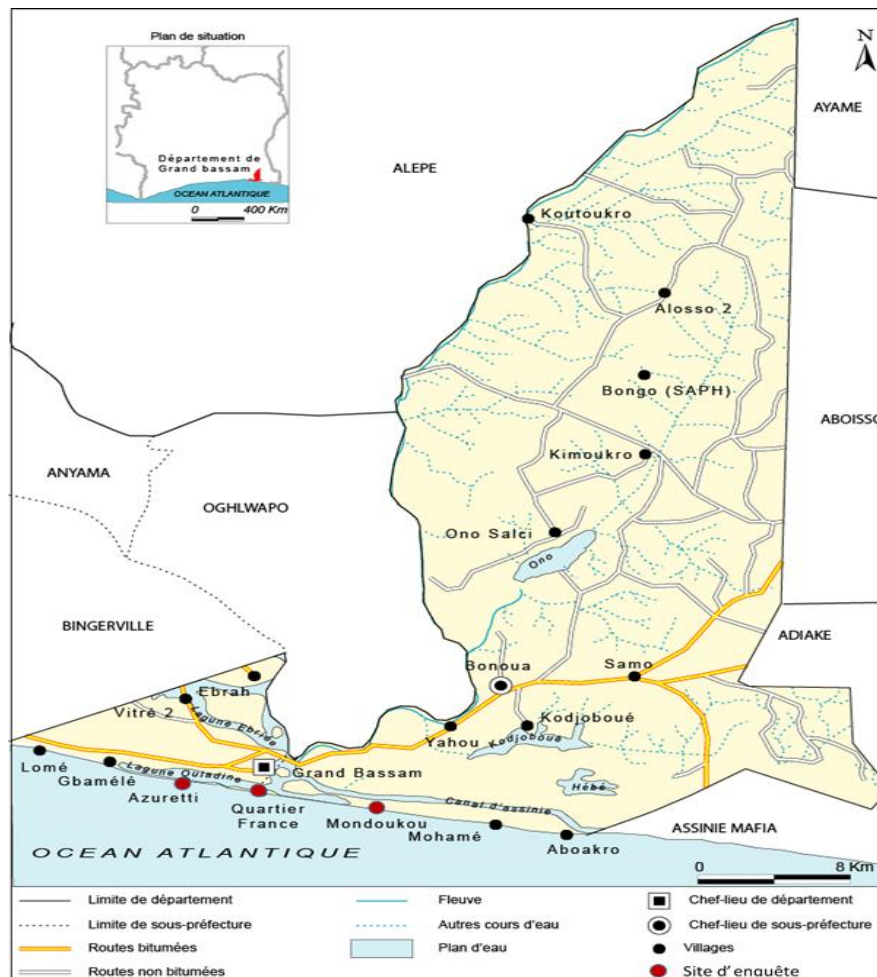 Plan de situation
Département de
Grand bassam
OCEAN ATLANTIQUE
0 400 Km
N
AYAME
ALEPE
Koutoukro
Alosso 2
Bongo (SAPH)
ABOISSO
Kimoukro
ANYAMA
OGHLWAPO
Ono Salci
Ono
BINGERVILLE
ADIAKE
Bonoua
Samo
Ebrah
Vitré 2
Lagune Ebrié
Yahou
Kodjoboué
Kodjoboué
Lomé
Gbamélé
Lagune Ouladine
Grand Bassam
Hébé
Azuretti
Quartier
France
Canal d'assinie
Mondoukou
Mohamé
Aboakro
ASSINIE MAFIA
OCEAN ATLANTIQUE
0 8 Km
Limite de département
Fleuve
Chef-lieu de département
Limite de sous-préfecture
Autres cours d'eau
Chef-lieu de sous-préfecture
Routes bitumées
Plan d'eau
Villages
Routes non bitumées
Site d'enquête